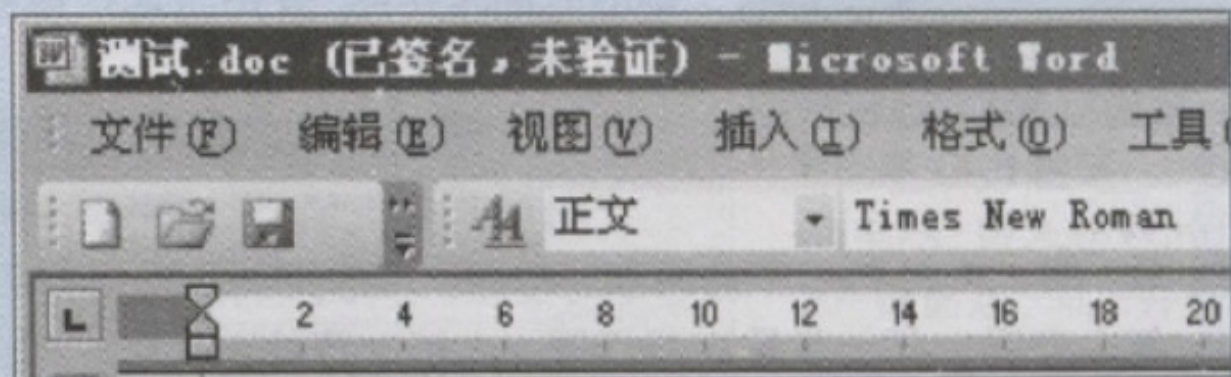 测试.doc (已签名，未验证) - Microsoft Word
文件(F) 编辑(E) 视图(V) 插入(I) 格式(O) 工具(
正文 Times New Roman
L 2 4 6 8 10 12 14 16 18 20